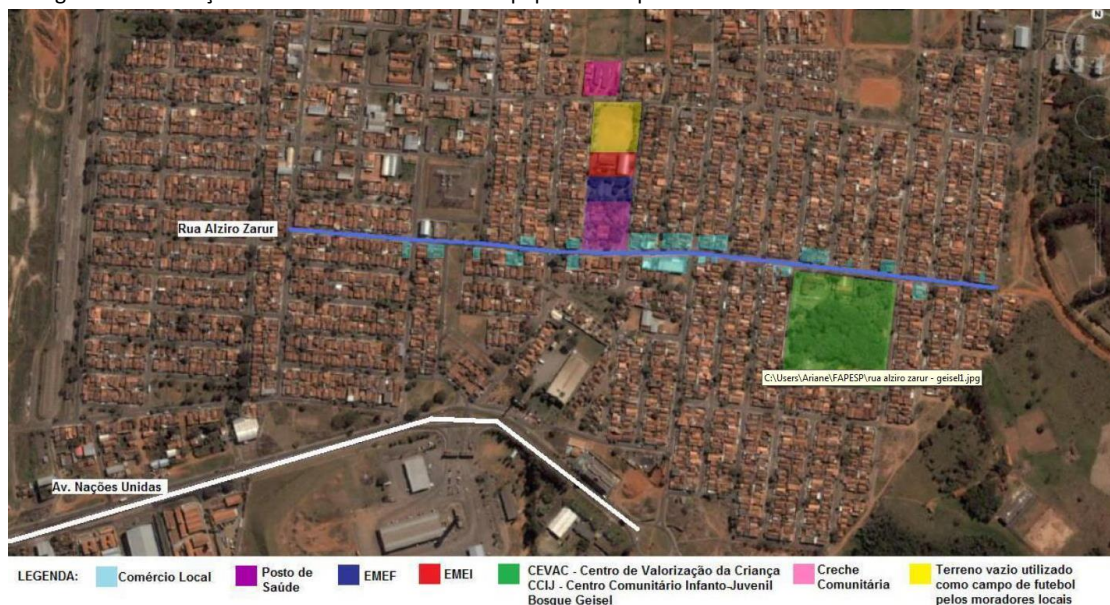 Rua Alziro Zarur
C:\Users\Ariane\FAPESP\rua alziro zarur - geisel1.jpg
Av. Nações Unidas
LEGENDA:
Comércio Local
Posto de
Saúde
EMEF
EMEI
CEVAC - Centro de Valorização da Criança
CCIJ - Centro Comunitário Infanto-Juvenil
Bosque Geisel
Creche
Comunitária
Terreno vazio utilizado
como campo de futebol
pelos moradores locais